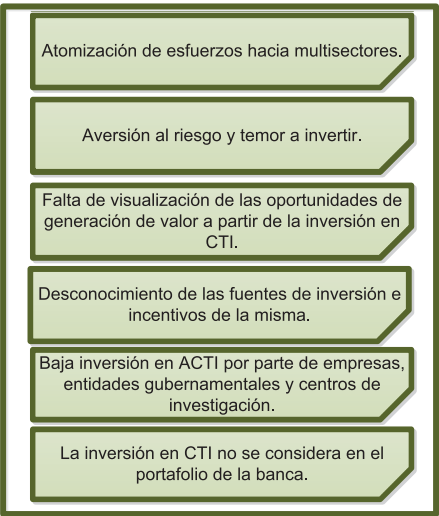 Atomización de esfuerzos hacia multisectores.
Aversión al riesgo y temor a invertir.
Falta de visualización de las oportunidades de
generación de valor a partir de la inversión en
CTI.
Desconocimiento de las fuentes de inversión e
incentivos de la misma.
Baja inversión en ACTI por parte de empresas,
entidades gubernamentales y centros de
investigación.
La inversión en CTI no se considera en el
portafolio de la banca.